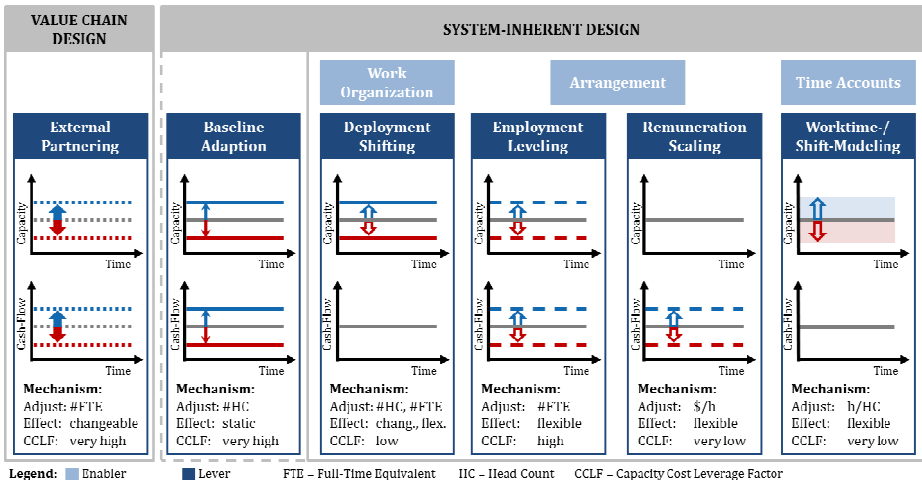 VALUE CHAIN
DESIGN
SYSTEM-INHERENT DESIGN
Work
Organization
Arrangement
Time Accounts
External
Partnering
Capacity
Time
Cash-Flow
Time
Mechanism:
Adjust: #FTE
Effect: changeable
CCLF: very high
Baseline
Adaption
Capacity
Time
Cash-Flow
Time
Mechanism:
Adjust: #HC
Effect: static
CCLF: very high
Deployment
Shifting
Capacity
Time
Cash-Flow
Time
Mechanism:
Adjust: #HC, #FTE
Effect: chang., flex.
CCLF: low
Employment
Leveling
Capacity
Time
Cash-Flow
Time
Mechanism:
Adjust: #FTE
Effect: flexible
CCLF: high
Remuneration
Scaling
Capacity
Time
Cash-Flow
Time
Mechanism:
Adjust: $/h
Effect: flexible
CCLF: very low
Worktime-/
Shift-Modeling
Capacity
Time
Cash-Flow
Time
Mechanism:
Adjust: h/HC
Effect: flexible
CCLF: very low
Legend: Enabler Lever FTE – Full-Time Equivalent HC – Head Count CCLF – Capacity Cost Leverage Factor